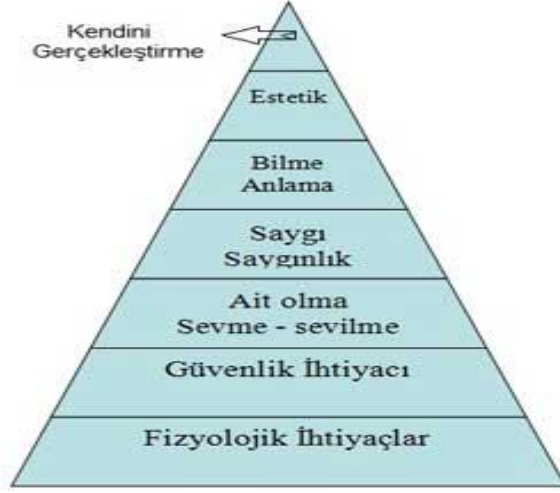 Kendini
Gerçekleştirme
Estetik
Bilme
Anlama
Saygı
Saygınlık
Ait olma
Sevme - sevilme
Güvenlik İhtiyacı
Fizyolojik İhtiyaçlar